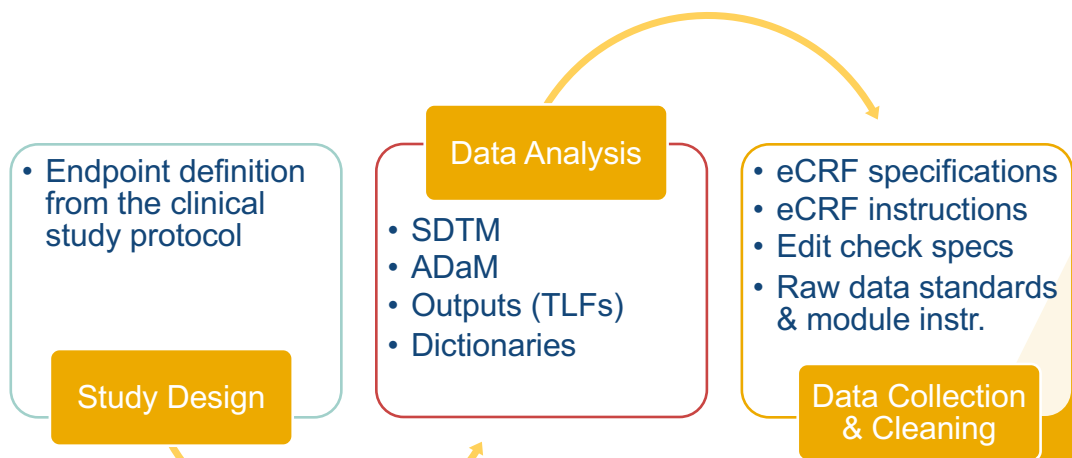 • Endpoint definition
from the clinical
study protocol
Study Design
Data Analysis
• SDTM
• ADaM
• Outputs (TLFs)
• Dictionaries
• eCRF specifications
• eCRF instructions
• Edit check specs
• Raw data standards
& module instr.
Data Collection
& Cleaning